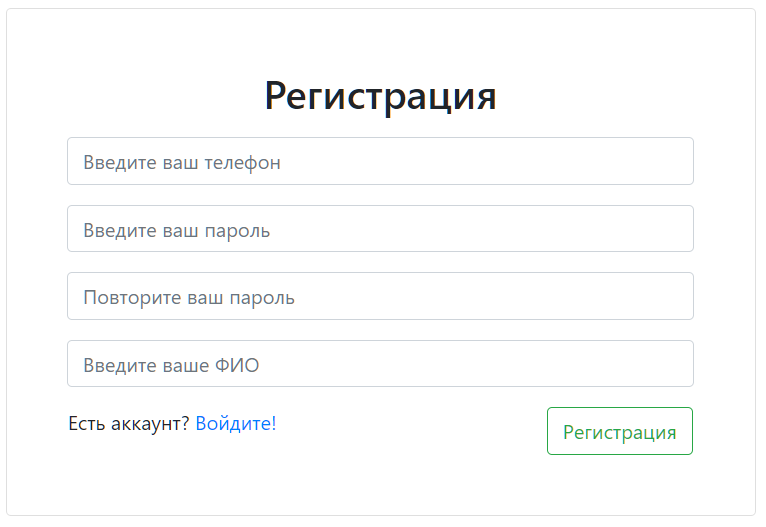 Регистрация
Введите ваш телефон
Введите ваш пароль
Повторите ваш пароль
Введите ваше ФИО
Есть аккаунт? Войдите!
Регистрация